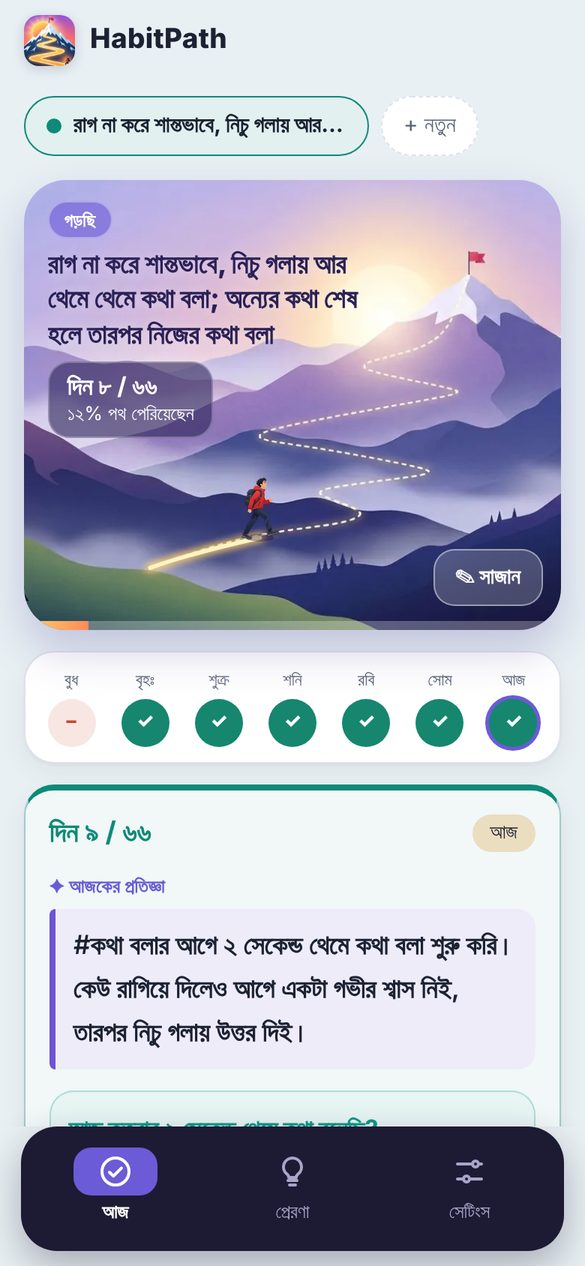 HabitPath
রাগ না করে শান্তভাবে, নিচু গলায় আর...
+ নতুন
গড়ছি
রাগ না করে শান্তভাবে, নিচু গলায় আর
থেমে থেমে কথা বলা; অন্যের কথা শেষ
হলে তারপর নিজের কথা বলা
দিন ৮ / ৬৬
১২% পথ পেরিয়েছেন
✎ সাজান
বুধ বৃহঃ শুক্র শনি রবি সোম আজ
দিন ৯ / ৬৬
আজ
✦ আজকের প্রতিজ্ঞা
#কথা বলার আগে ২ সেকেন্ড থেমে কথা বলা শুরু করি।
কেউ রাগিয়ে দিলেও আগে একটা গভীর শ্বাস নিই,
তারপর নিচু গলায় উত্তর দিই।
আজ প্রেরণা সেটিংস